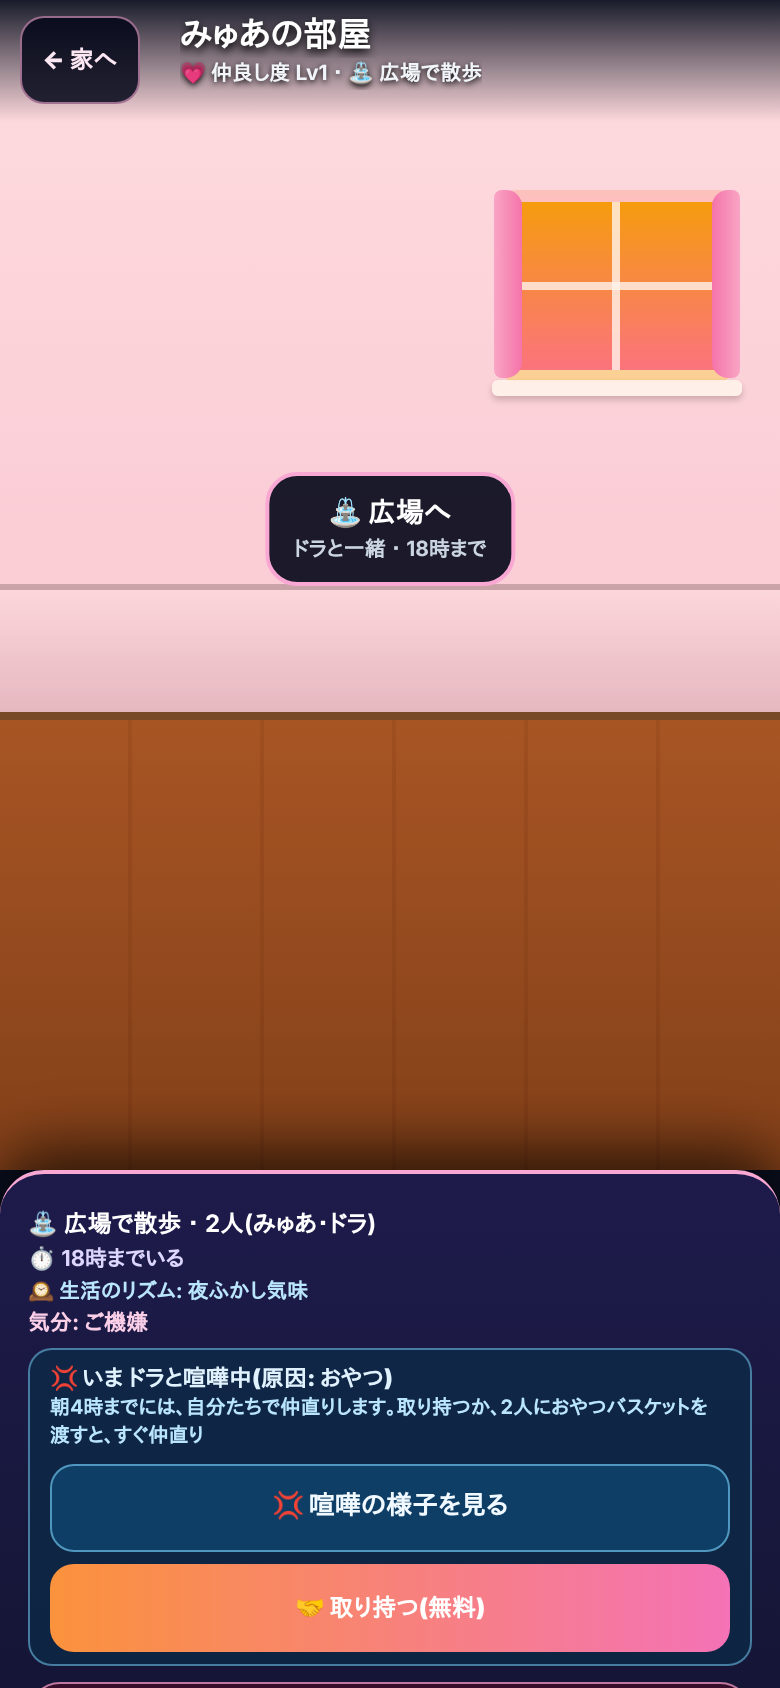 ← 家へ
みゅあの部屋
💗 仲良し度 Lv1・⛲ 広場で散歩
⛲ 広場へ
ドラと一緒・18時まで
⛲ 広場で散歩・2人(みゅあ・ドラ)
⏱️ 18時までいる
🕰️ 生活のリズム: 夜ふかし気味
気分: ご機嫌
💢 いまドラと喧嘩中(原因: おやつ)
朝4時までには、自分たちで仲直りします。取り持つか、2人におやつバスケットを
渡すと、すぐ仲直り
💢 喧嘩の様子を見る
🤝 取り持つ(無料)